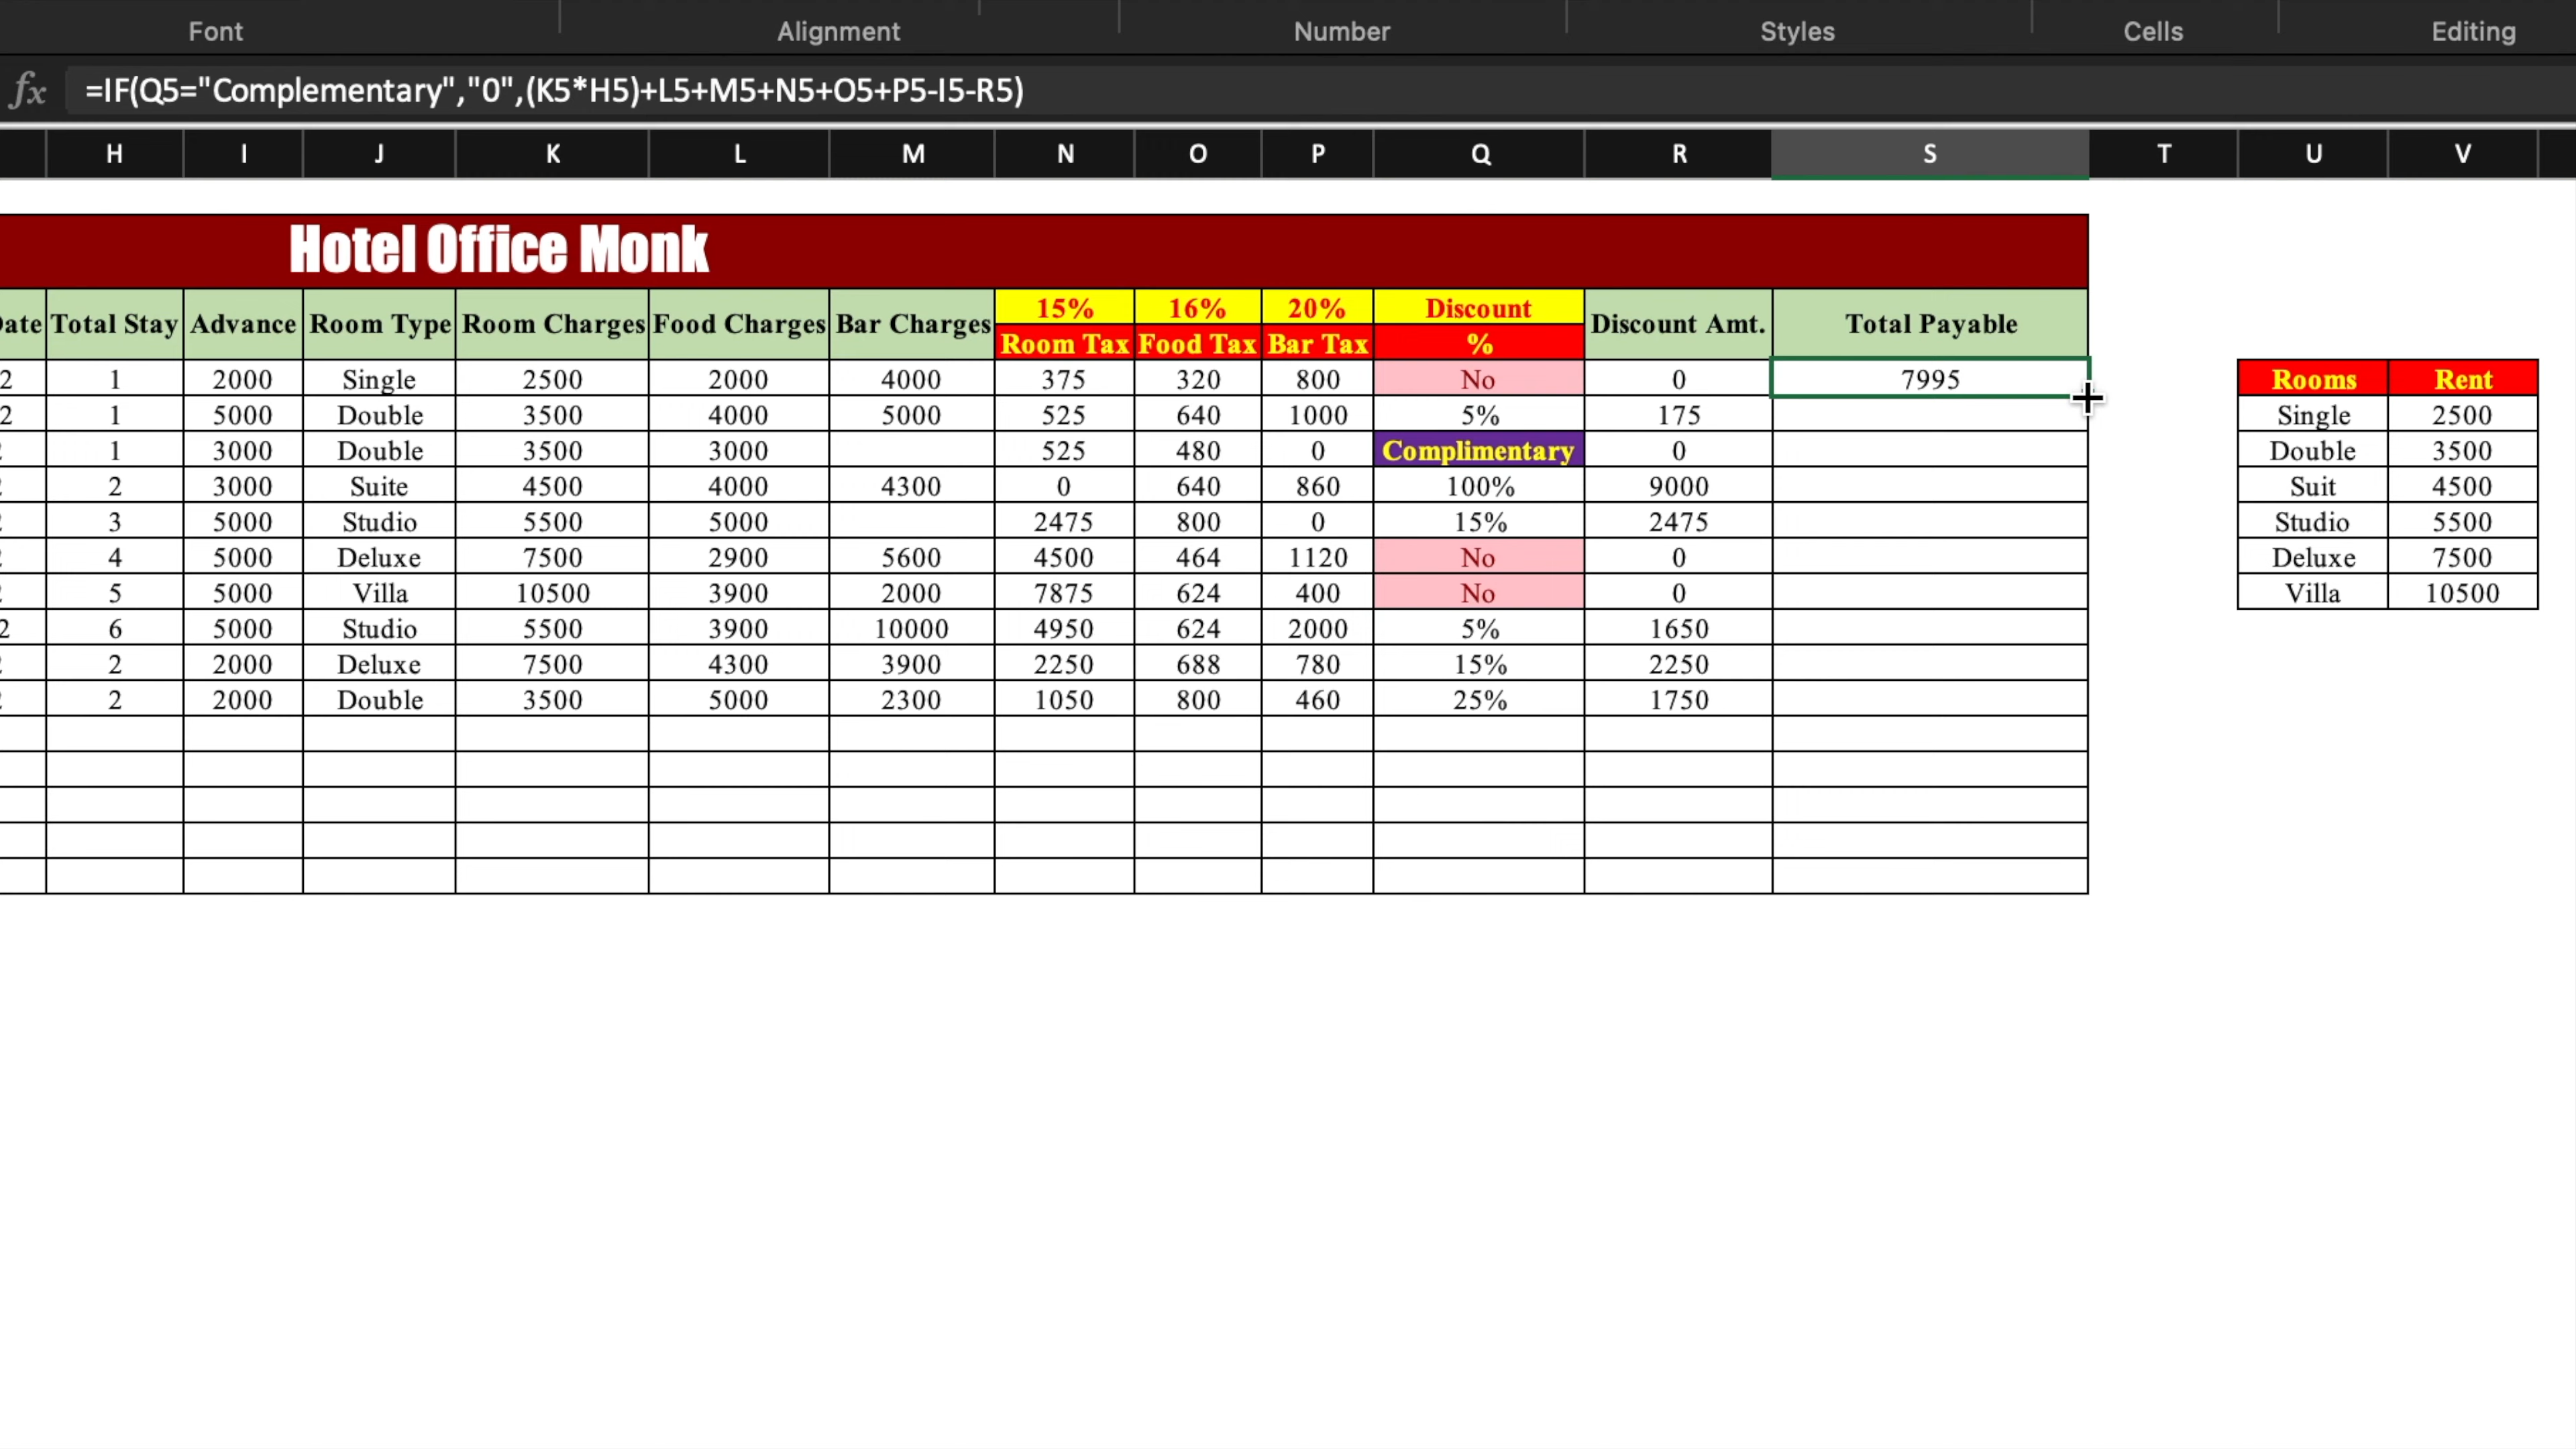 Font Alignment Number Styles Cells Editing
fx =IF(Q5="Complementary","0",(K5*H5)+L5+M5+N5+O5+P5-I5-R5)
H I J K L M N O P Q R S T U V
Hotel Office Monk
15% 16% 20% Discount
ate Total Stay Advance Room Type Room Charges Food Charges Bar Charges Discount Amt. Total Payable
Room Tax Food Tax Bar Tax %
2 1 2000 Single 2500 2000 4000 375 320 800 No 0 7995 Rooms Rent
2 1 5000 Double 3500 4000 5000 525 640 1000 5% 175 Single 2500
1 3000 Double 3500 3000 525 480 0 Complimentary 0 Double 3500
2 3000 Suite 4500 4000 4300 0 640 860 100% 9000 Suit 4500
3 5000 Studio 5500 5000 2475 800 0 15% 2475 Studio 5500
4 5000 Deluxe 7500 2900 5600 4500 464 1120 No 0 Deluxe 7500
5 5000 Villa 10500 3900 2000 7875 624 400 No 0 Villa 10500
2 6 5000 Studio 5500 3900 10000 4950 624 2000 5% 1650
2 2000 Deluxe 7500 4300 3900 2250 688 780 15% 2250
2 2000 Double 3500 5000 2300 1050 800 460 25% 1750